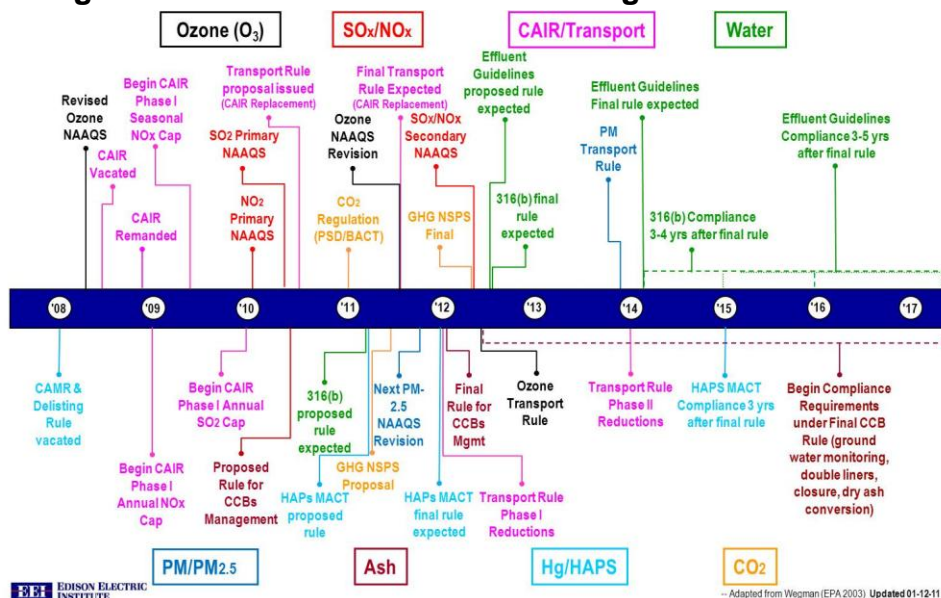 Ozone (O3)
SOx/NOx
CAIR/Transport
Water
Revised
Ozone
NAAQS
CAIR
Vacated
Begin CAIR
Phase I
Seasonal
NOx Cap
CAIR
Remanded
Transport Rule
proposal issued
(CAIR Replacement)
SO2 Primary
NAAQS
NO2
Primary
NAAQS
Ozone
NAAQS
Revision
CO2
Regulation
(PSD/BACT)
Final Transport
Rule Expected
(CAIR Replacement)
SOx/NOx
Secondary
NAAQS
GHG NSPS
Final
Effluent
Guidelines
proposed rule
expected
316(b) final
rule
expected
PM
Transport
Rule
Effluent Guidelines
Final rule expected
316(b) Compliance
3-4 yrs after final rule
Effluent Guidelines
Compliance 3-5 yrs
after final rule
'08 '09 '10 '11 '12 '13 '14 '15 '16 '17
CAMR &
Delisting
Rule
vacated
Begin CAIR
Phase I
Annual NOx
Cap
Begin CAIR
Phase I Annual
SO2 Cap
Proposed
Rule for
CCBs
Management
316(b)
proposed
rule
expected
HAPs MACT
proposed
rule
GHG NSPS
Proposal
Next PM-
2.5
NAAQS
Revision
HAPs MACT
final rule
expected
Final
Rule for
CCBs
Mgmt
Transport Rule
Phase I
Reductions
Ozone
Transport
Rule
Transport Rule
Phase II
Reductions
HAPS MACT
Compliance 3 yrs
after final rule
Begin Compliance
Requirements
under Final CCB
Rule (ground
water monitoring,
double liners,
closure, dry ash
conversion)
PM/PM2.5
Ash
Hg/HAPS
CO2
EEI EDISON ELECTRIC
INSTITUTE
-- Adapted from Wegman (EPA 2003) Updated 01-12-11